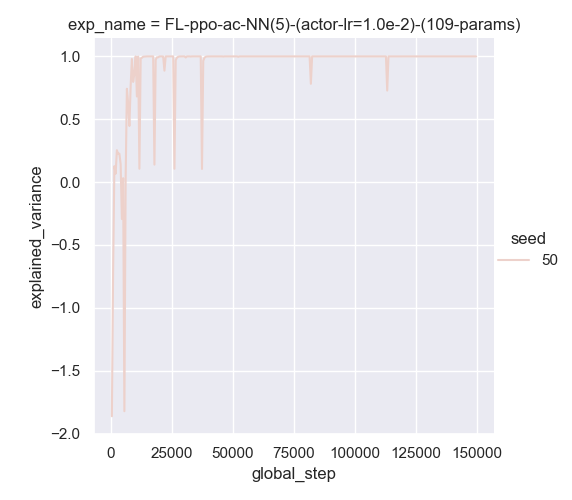 exp_name = FL-ppo-ac-NN(5)-(actor-lr=1.0e-2)-(109-params)
1.0
0.5
0.0
−0.5
−1.0
−1.5
−2.0
explained_variance
0 25000 50000 75000 100000 125000 150000
global_step
seed
50